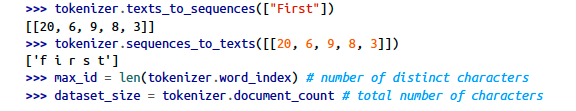 >>> tokenizer.texts_to_sequences(["First"])
[[20, 6, 9, 8, 3]]
>>> tokenizer.sequences_to_texts([[20, 6, 9, 8, 3]])
['f i r s t']
>>> max_id = len(tokenizer.word_index) # number of distinct characters
>>> dataset_size = tokenizer.document_count # total number of characters